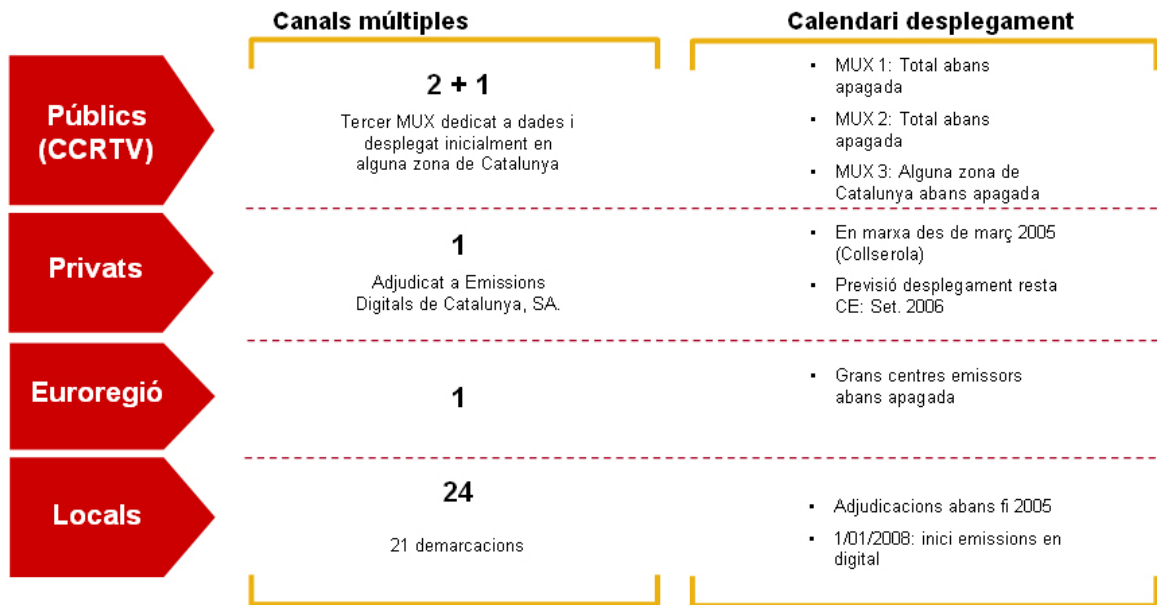 Canals múltiples
Calendari desplegament
Públics
(CCRTV)
2 + 1
Tercer MUX dedicat a dades i
desplegat inicialment en
alguna zona de Catalunya
▪ MUX 1: Total abans
apagada
▪ MUX 2: Total abans
apagada
▪ MUX 3: Alguna zona de
Catalunya abans apagada
Privats
1
Adjudicat a Emissions
Digitals de Catalunya, SA.
▪ En marxa des de març 2005
(Collserola)
▪ Previsió desplegament resta
CE: Set. 2006
Euroregió
1
▪ Grans centres emissors
abans apagada
Locals
24
21 demarcacions
▪ Adjudicacions abans fi 2005
▪ 1/01/2008: inici emissions en
digital